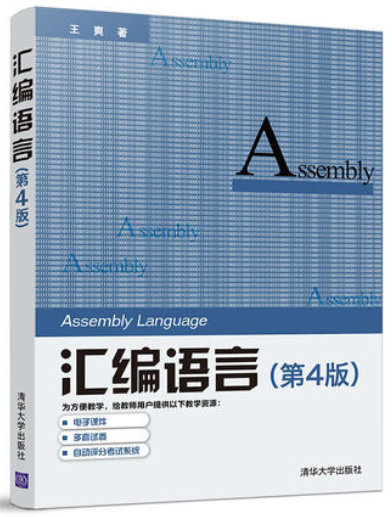 王 爽 著
Assembly
Assembly
Assembly
Assembly
Assembly
Assembly
Assembly Language
汇编语言(第4版)
为方便教学，给教师用户提供以下教学资源：
电子课件
多套试卷
自动评分考试系统
清华大学出版社
汇编语言(第4版)
清华大学出版社